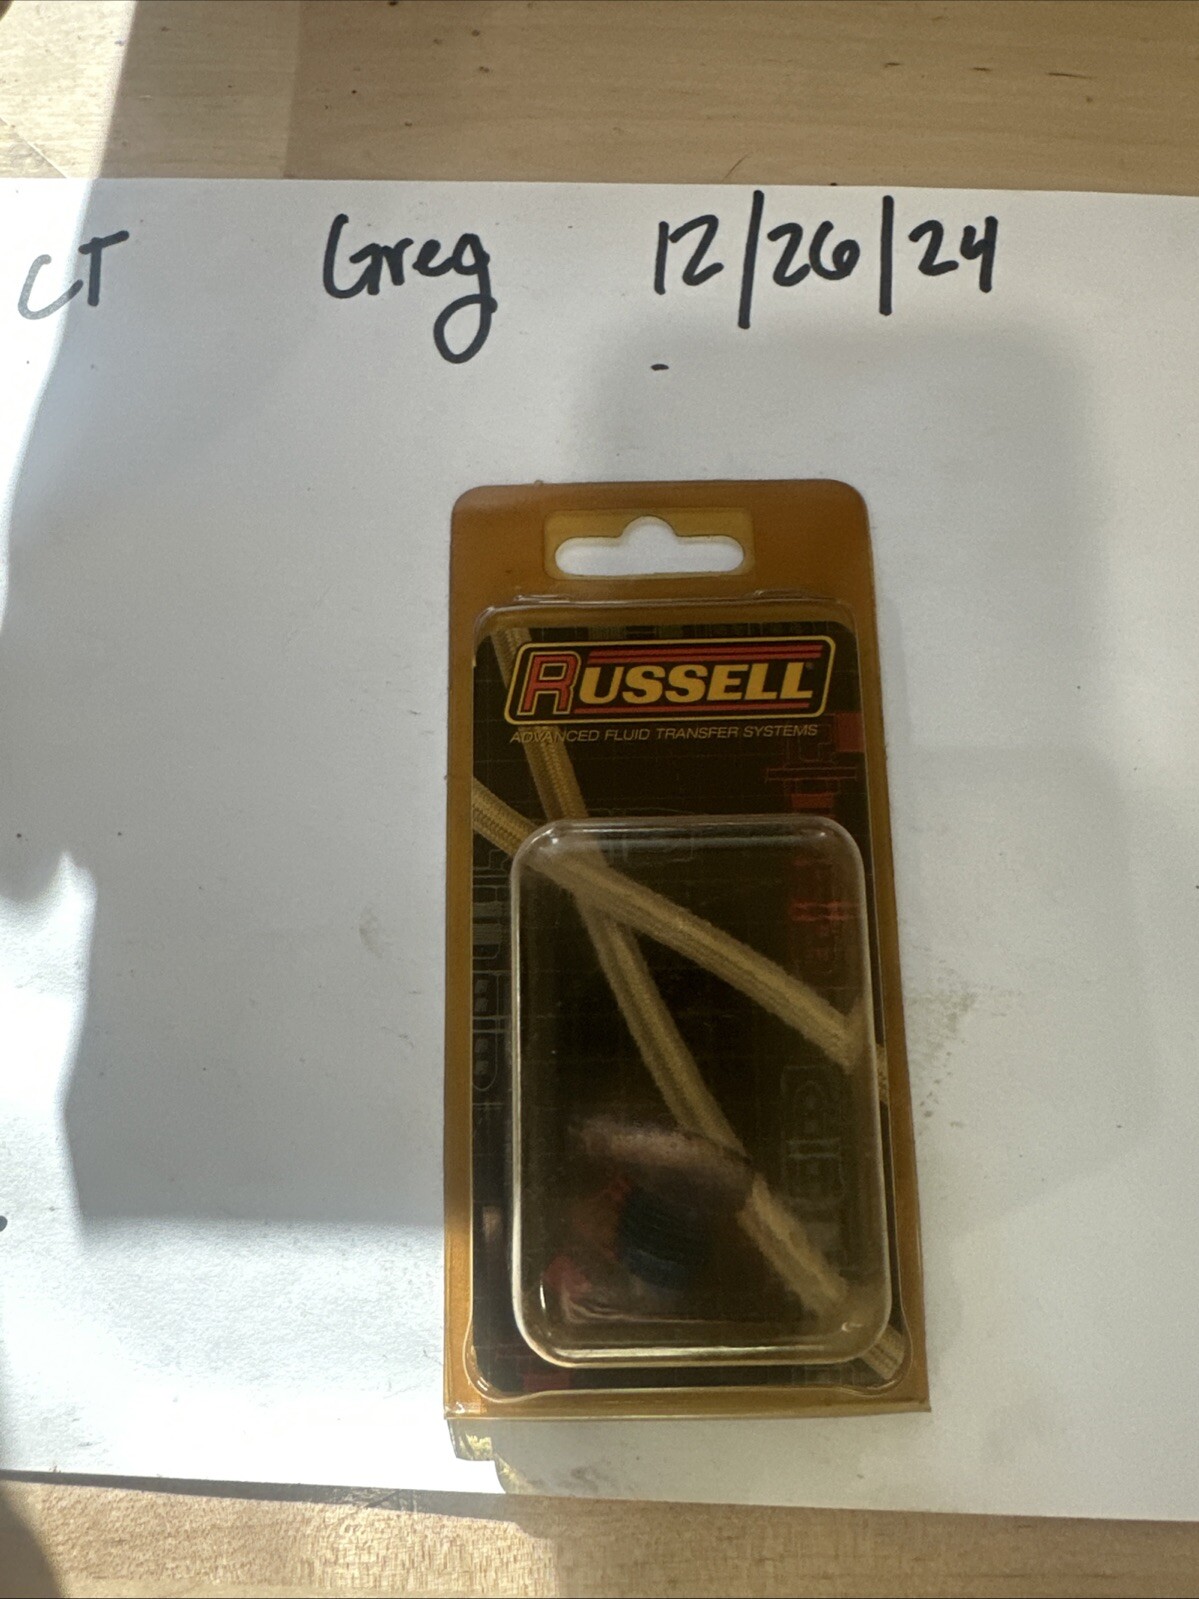 CT Greg 12/26/24
RUSSELL
ADVANCED FLUID TRANSFER SYSTEMS